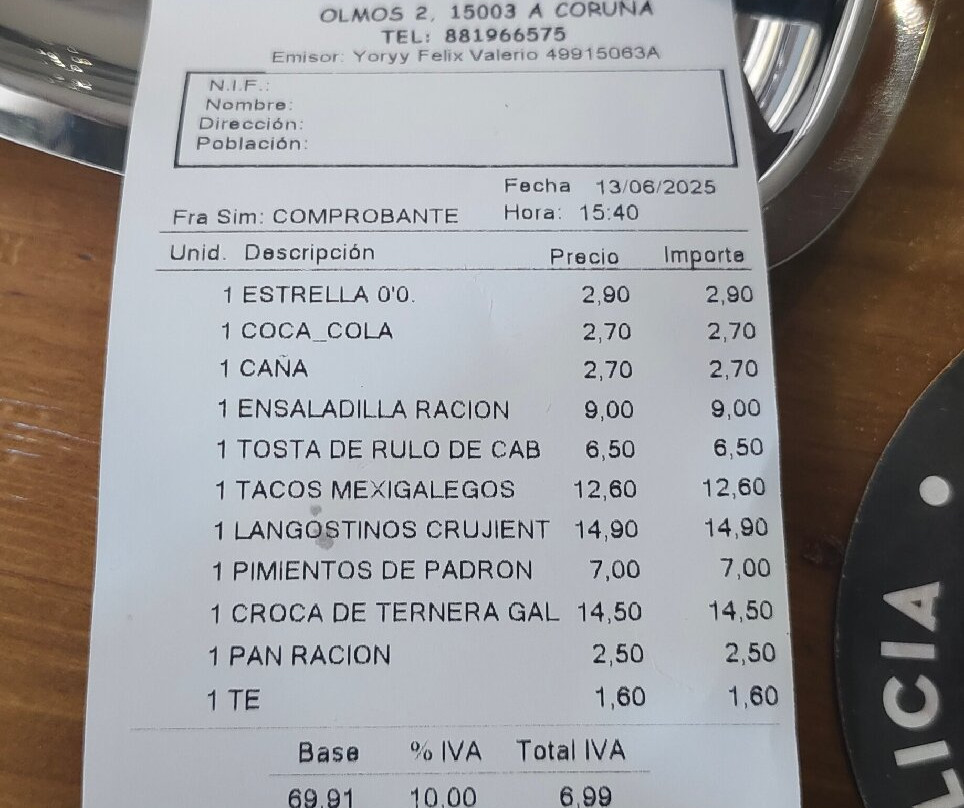 OLMOS 2, 15003 A CORUÑA
TEL: 881966575
Emisor: Yoryy Felix Valerio 49915063A
N.I.F.:
Nombre:
Dirección:
Población:
Fecha 13/06/2025
Fra Sim: COMPROBANTE Hora: 15:40
Unid. Descripción Precio Importe
1 ESTRELLA 0'0. 2,90 2,90
1 COCA_COLA 2,70 2,70
1 CAÑA 2,70 2,70
1 ENSALADILLA RACION 9,00 9,00
1 TOSTA DE RULO DE CAB 6,50 6,50
1 TACOS MEXIGALEGOS 12,60 12,60
1 LANGOSTINOS CRUJIENT 14,90 14,90
1 PIMIENTOS DE PADRON 7,00 7,00
1 CROCA DE TERNERA GAL 14,50 14,50
1 PAN RACION 2,50 2,50
1 TE 1,60 1,60
Base % IVA Total IVA
69,91 10,00 6,99
LICIA